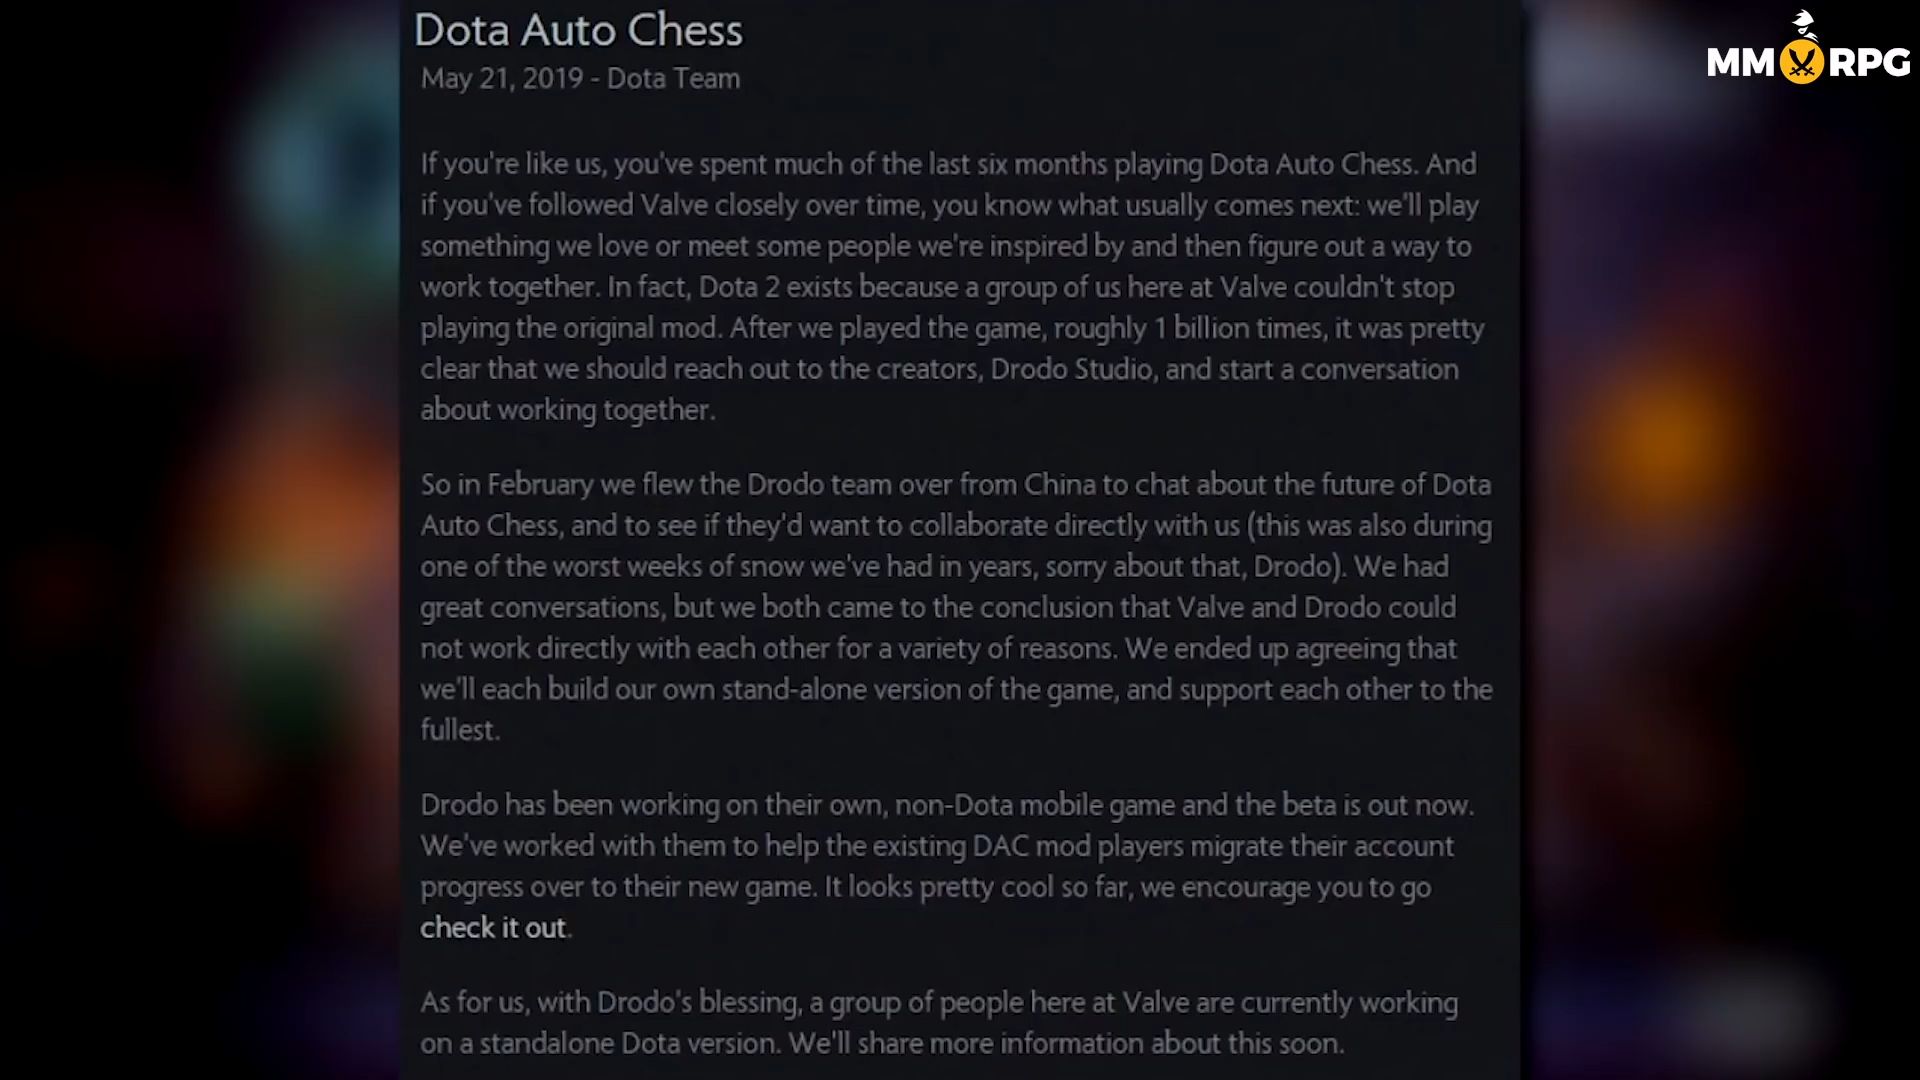 Dota Auto Chess
May 21, 2019 - Dota Team
MMORPG
If you're like us, you've spent much of the last six months playing Dota Auto Chess. And
if you've followed Valve closely over time, you know what usually comes next: we'll play
something we love or meet some people we're inspired by and then figure out a way to
work together. In fact, Dota 2 exists because a group of us here at Valve couldn't stop
playing the original mod. After we played the game, roughly 1 billion times, it was pretty
clear that we should reach out to the creators, Drodo Studio, and start a conversation
about working together.
So in February we flew the Drodo team over from China to chat about the future of Dota
Auto Chess, and to see if they'd want to collaborate directly with us (this was also during
one of the worst weeks of snow we've had in years, sorry about that, Drodo). We had
great conversations, but we both came to the conclusion that Valve and Drodo could
not work directly with each other for a variety of reasons. We ended up agreeing that
we'll each build our own stand-alone version of the game, and support each other to the
fullest.
Drodo has been working on their own, non-Dota mobile game and the beta is out now.
We've worked with them to help the existing DAC mod players migrate their account
progress over to their new game. It looks pretty cool so far, we encourage you to go
check it out.
As for us, with Drodo's blessing, a group of people here at Valve are currently working
on a standalone Dota version. We'll share more information about this soon.